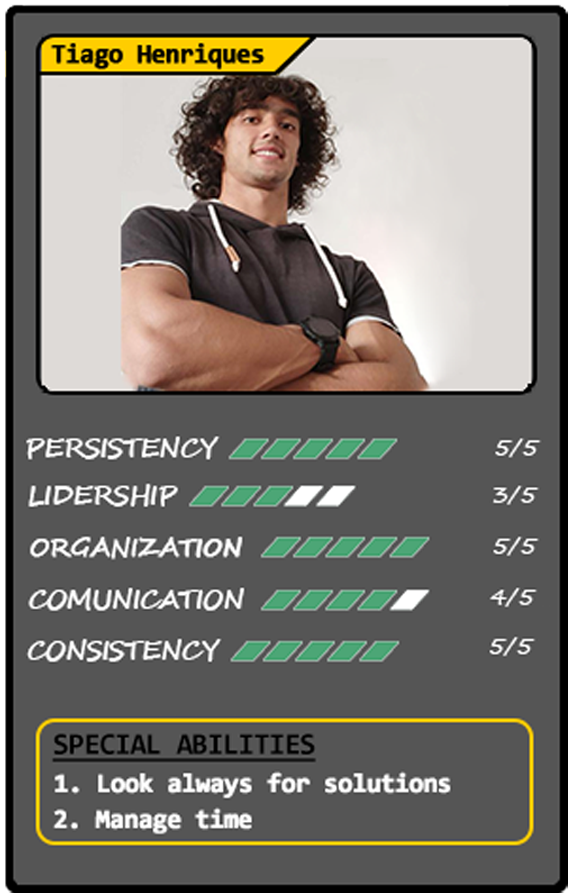 Tiago Henriques
PERSISTENCY 5/5
LIDERSHIP 3/5
ORGANIZATION 5/5
COMUNICATION 4/5
CONSISTENCY 5/5
SPECIAL ABILITIES
1. Look always for solutions
2. Manage time